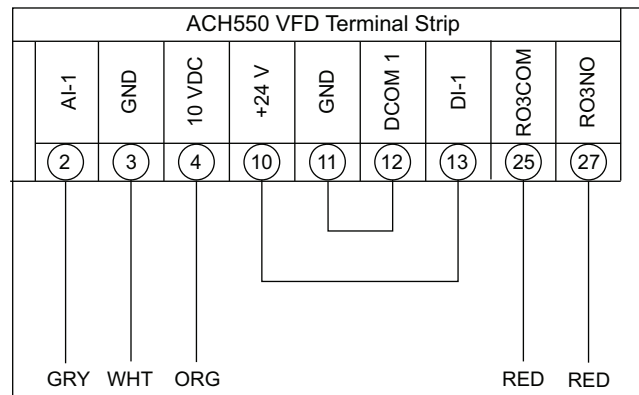 ACH550 VFD Terminal Strip
AI-1 GND 10 VDC +24 V GND DCOM 1 DI-1 RO3COM RO3NO
2 3 4 10 11 12 13 25 27
GRY WHT ORG RED RED